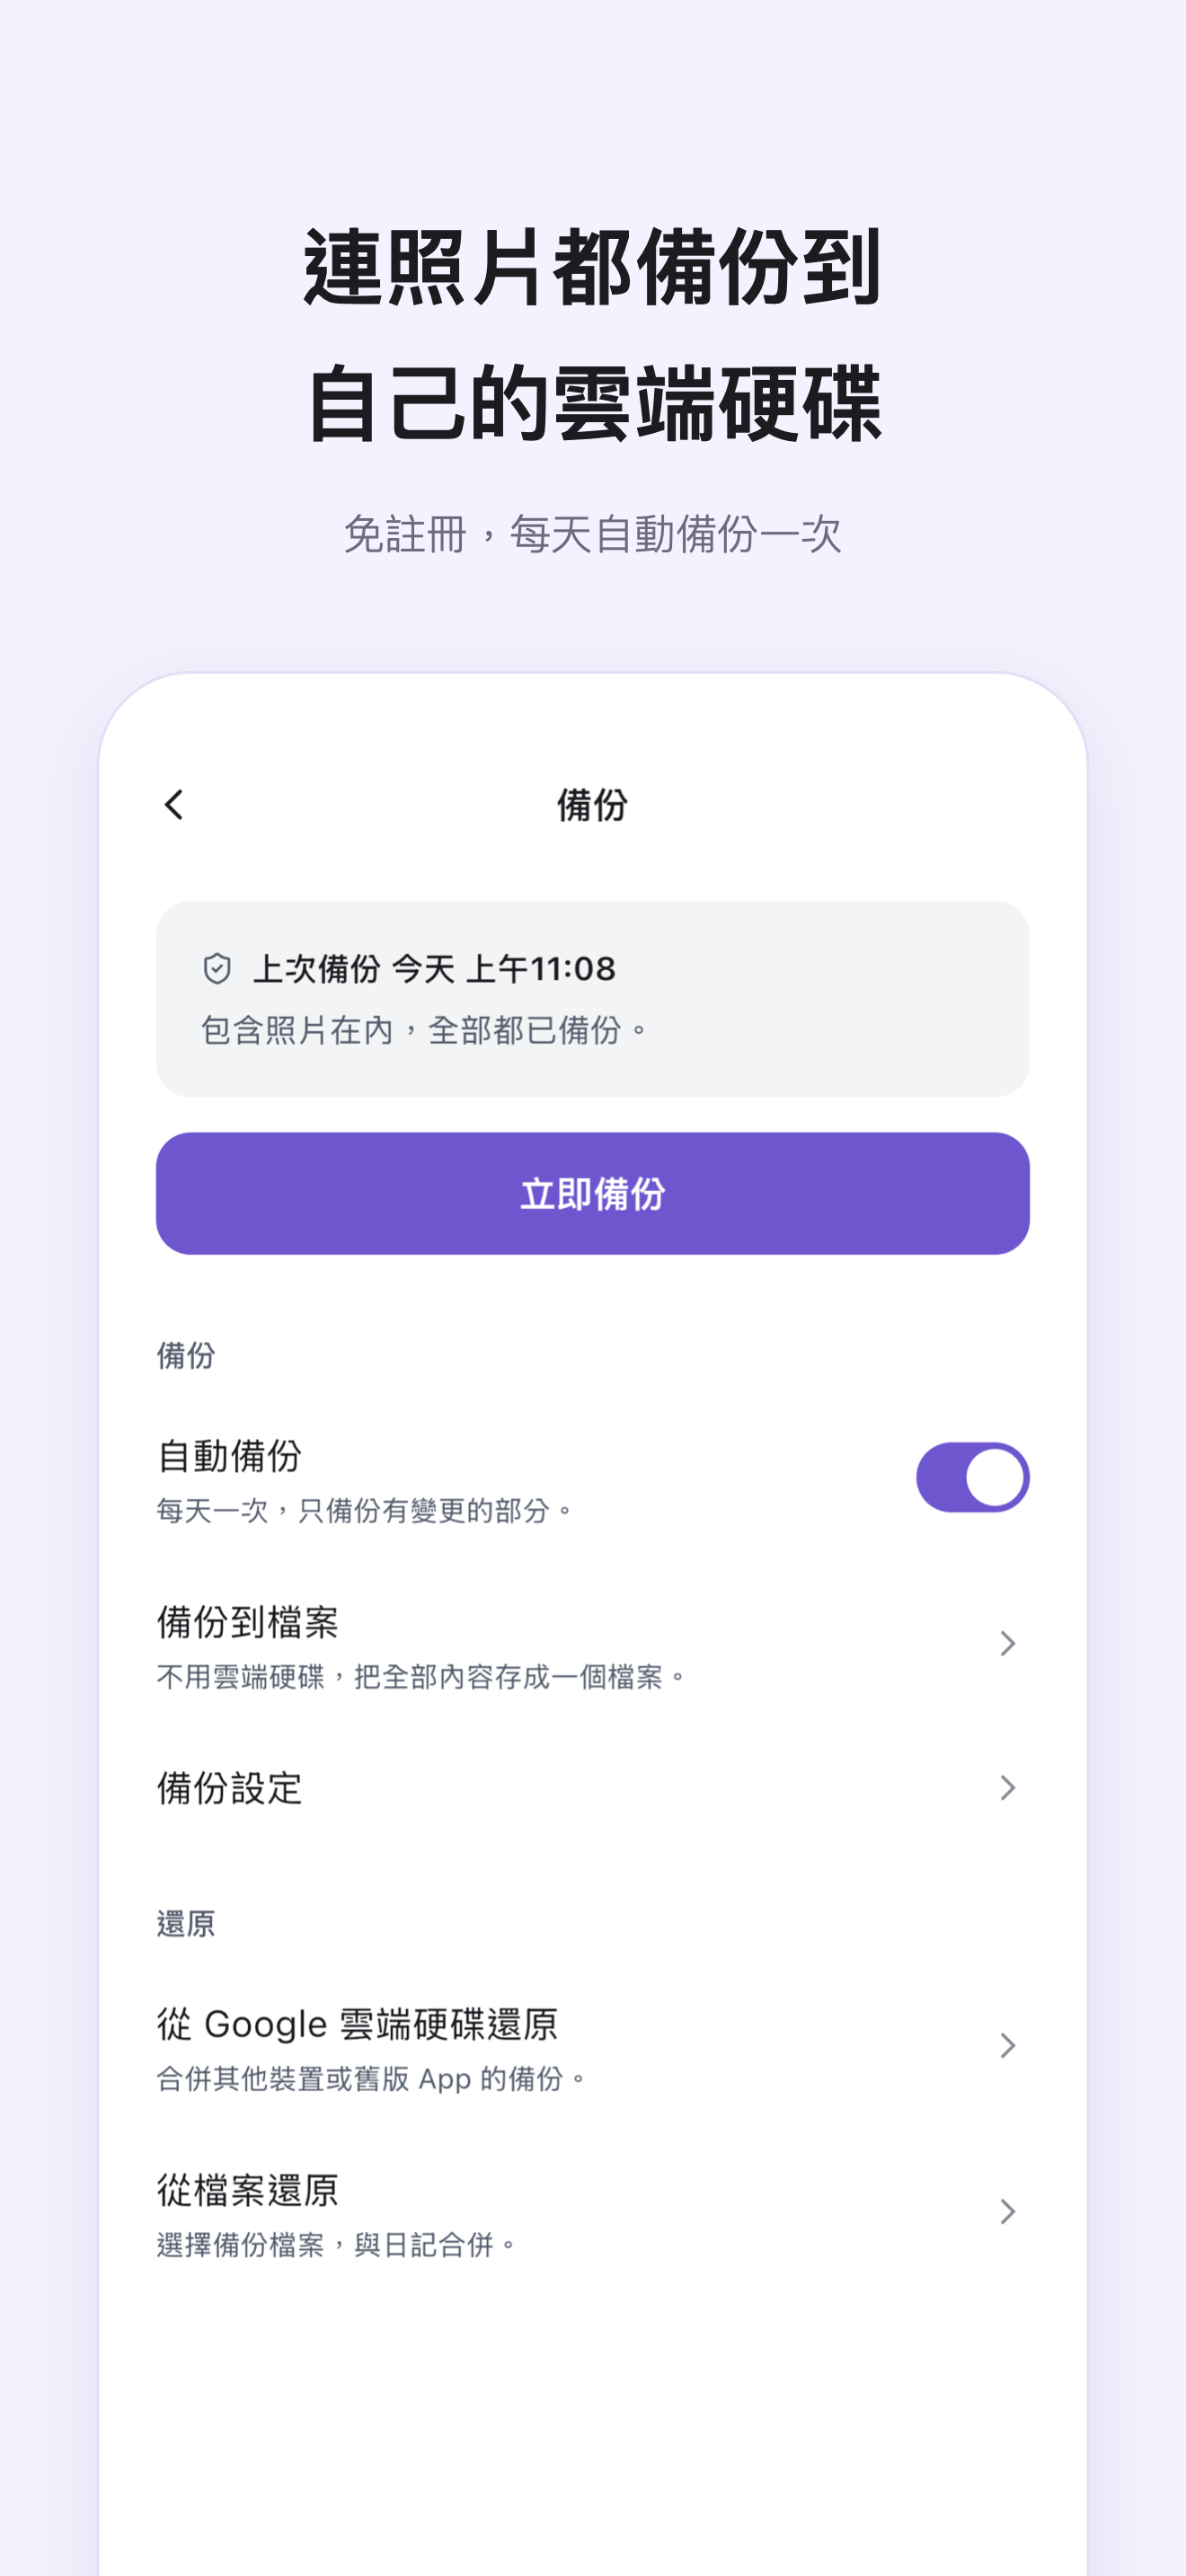 連照片都備份到
自己的雲端硬碟
免註冊，每天自動備份一次
備份
上次備份 今天 上午11:08
包含照片在內，全部都已備份。
立即備份
備份
自動備份
每天一次，只備份有變更的部分。
備份到檔案
不用雲端硬碟，把全部內容存成一個檔案。
備份設定
還原
從 Google 雲端硬碟還原
合併其他裝置或舊版 App 的備份。
從檔案還原
選擇備份檔案，與日記合併。